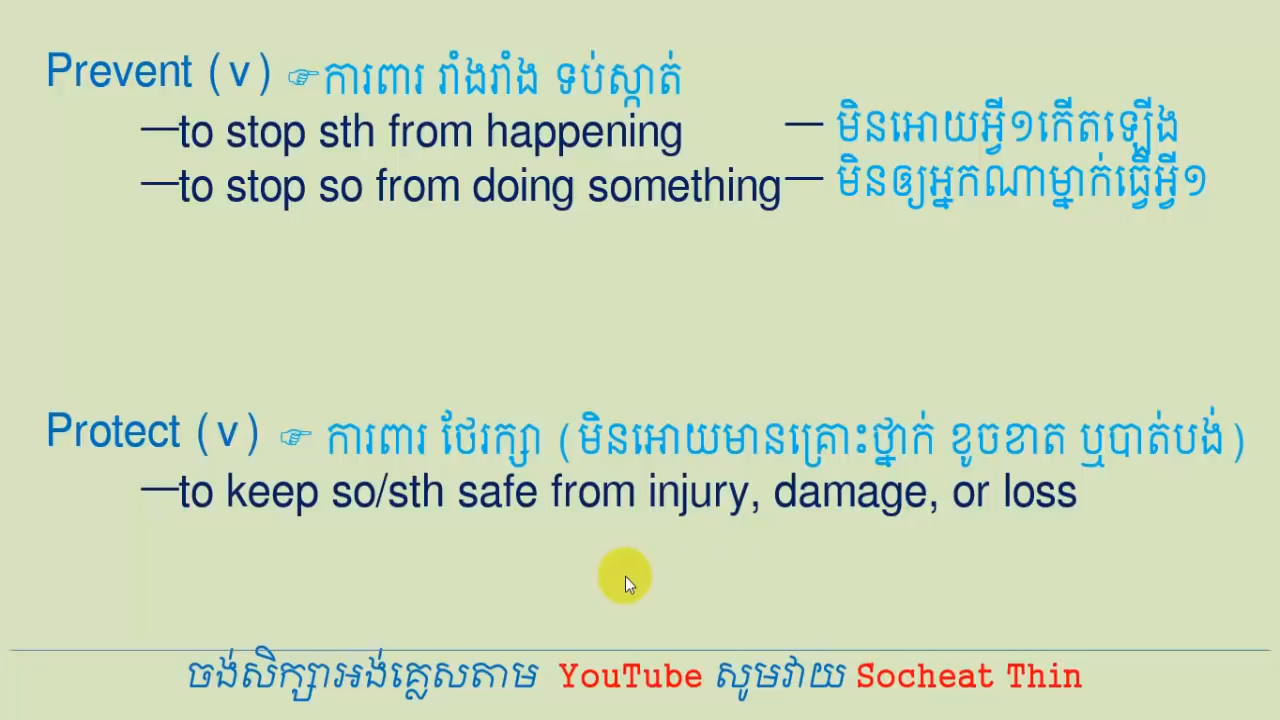 Prevent (v) ☞ការពារ រាំងរាំង ទប់ស្កាត់
—to stop sth from happening — មិនអោយអ្វី១កើតឡើង
—to stop so from doing something — មិនឲ្យអ្នកណាម្នាក់ធ្វើអ្វី១
Protect (v) ☞ ការពារ ថែរក្សា (មិនអោយមានគ្រោះថ្នាក់ ខូចខាត ឬបាត់បង់)
—to keep so/sth safe from injury, damage, or loss
ចង់សិក្សាអង់គ្លេសតាម YouTube សូមវាយ Socheat Thin